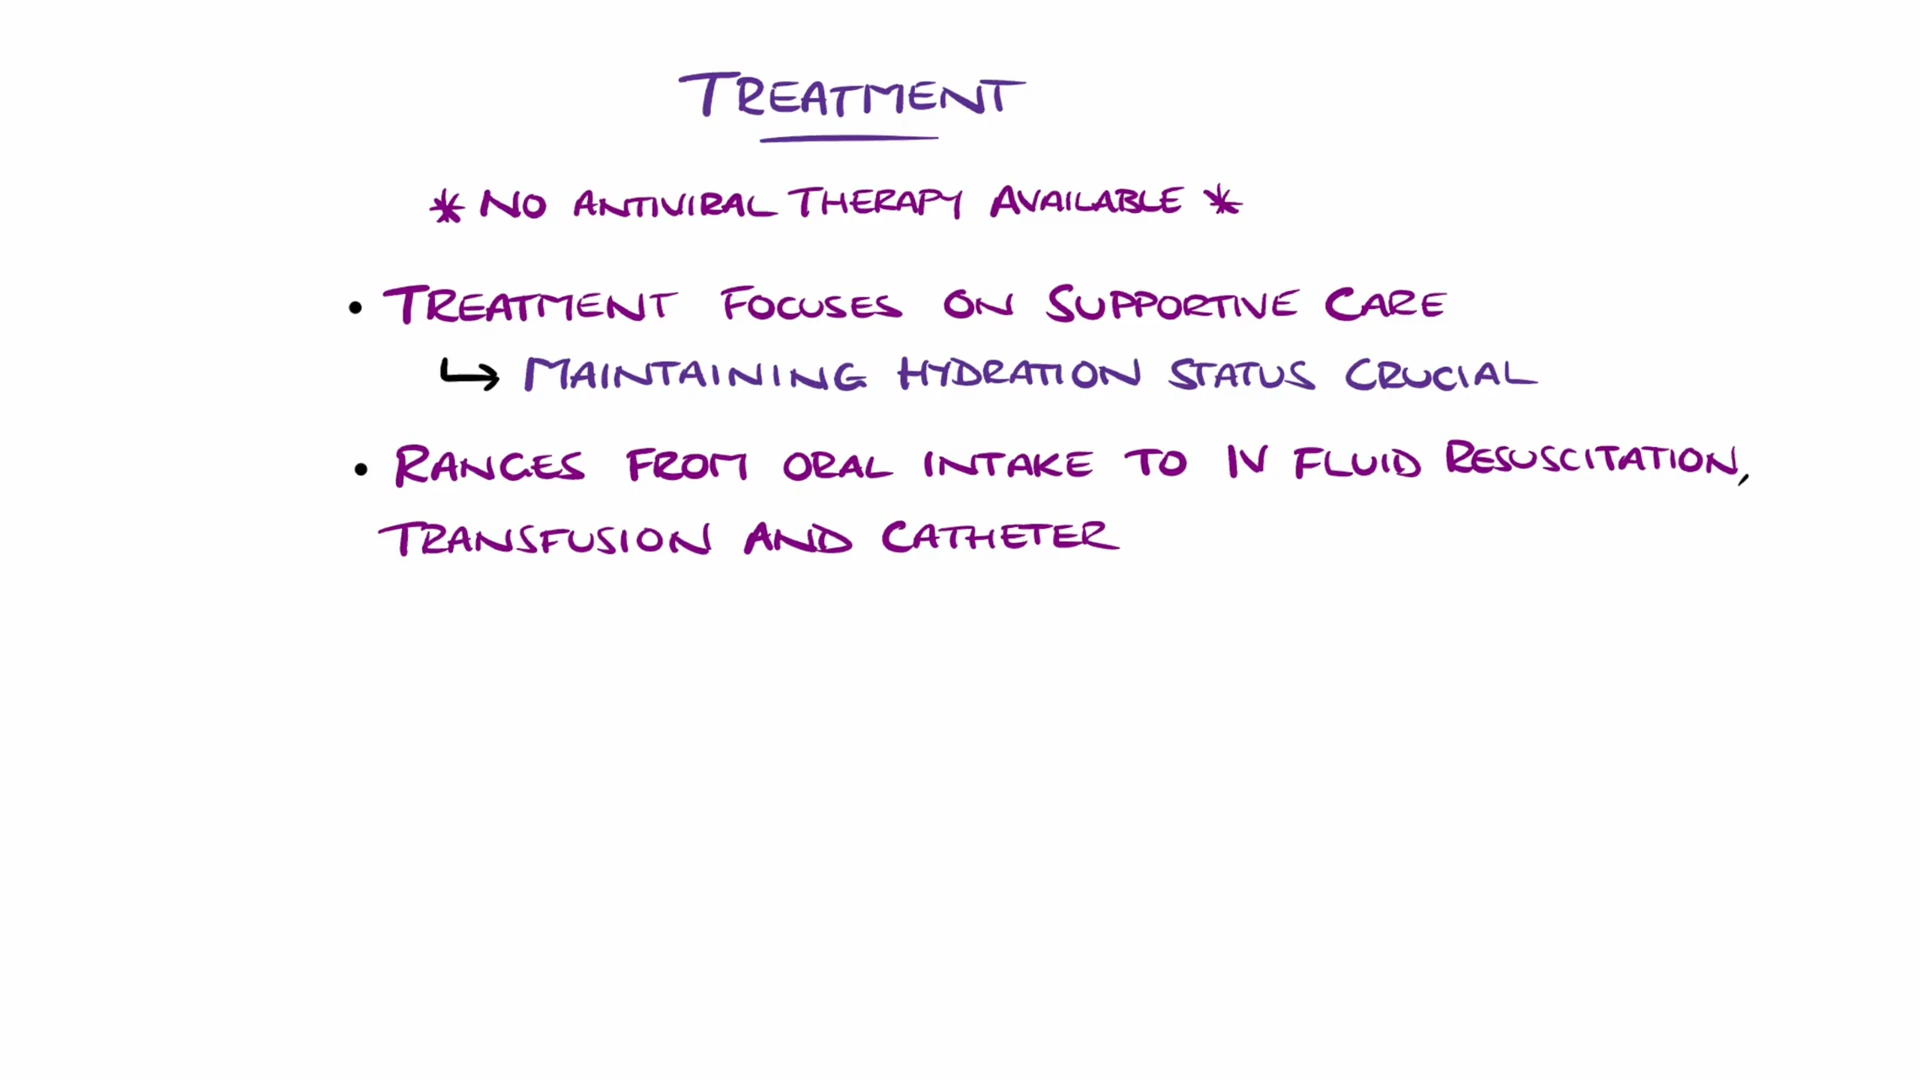 TREATMENT
* NO ANTIVIRAL THERAPY AVAILABLE *
• TREATMENT FOCUSES ON SUPPORTIVE CARE
↳ MAINTAINING HYDRATION STATUS CRUCIAL
• RANGES FROM ORAL INTAKE TO IV FLUID RESUSCITATION,
TRANSFUSION AND CATHETER